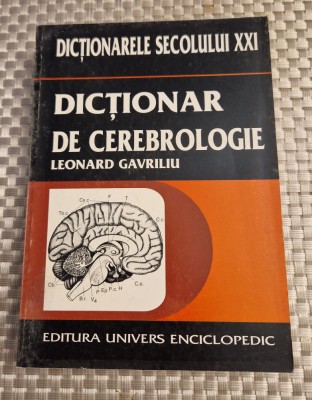 DICȚIONARELE SECOLULUI XXI
DICȚIONAR
DE CEREBROLOGIE
LEONARD GAVRILIU
EDITURA UNIVERS ENCICLOPEDIC